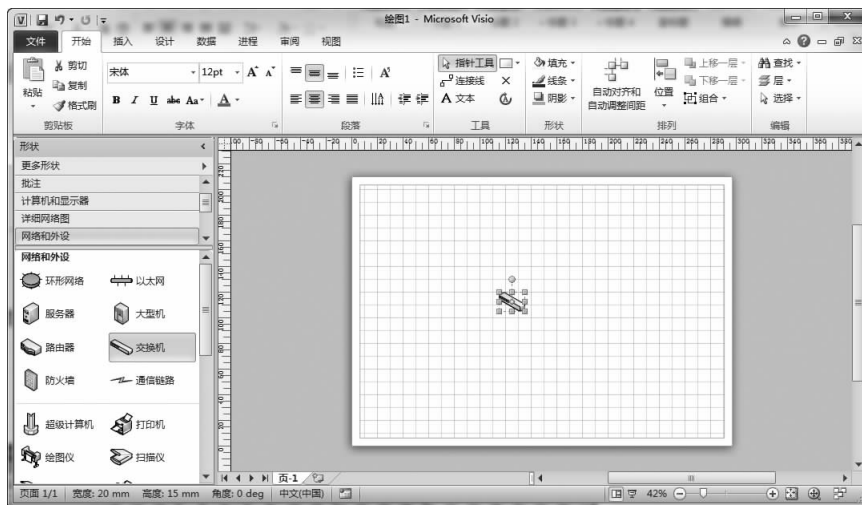 绘图1 - Microsoft Visio
文件 开始 插入 设计 数据 进程 审阅 视图
剪切
复制
格式刷
粘贴
剪贴板
宋体 12pt A A
B I U abc Aa A
字体
段落
指针工具
连接线
A 文本
工具
填充
线条
阴影
形状
自动对齐和
自动调整间距
位置
上移一层
下移一层
组合
排列
查找
层
选择
编辑
形状
更多形状
批注
计算机和显示器
详细网络图
网络和外设
网络和外设
环形网络 以太网
服务器 大型机
路由器 交换机
防火墙 通信链路
超级计算机 打印机
绘图仪 扫描仪
页-1
页面 1/1 宽度: 20 mm 高度: 15 mm 角度: 0 deg 中文(中国) 42%